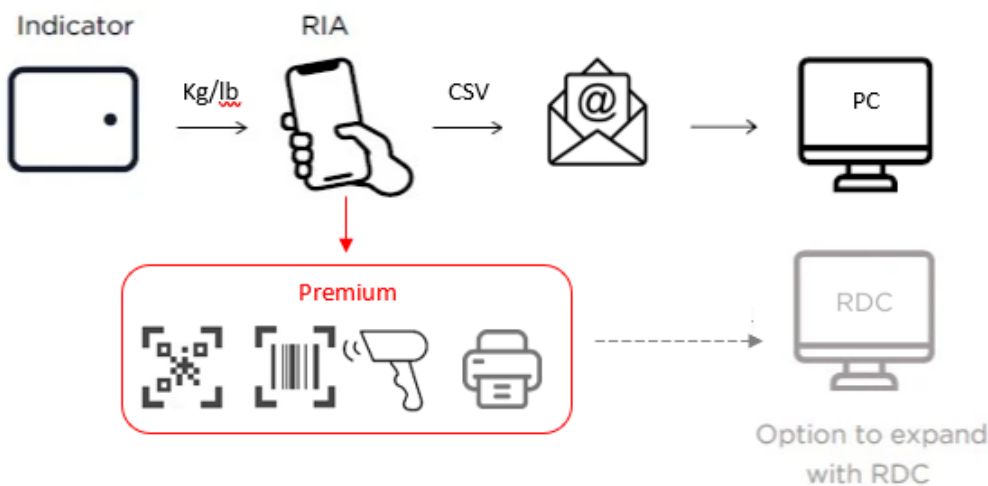 Indicator
RIA
Kg/lb
CSV
@
PC
Premium
RDC
Option to expand
with RDC